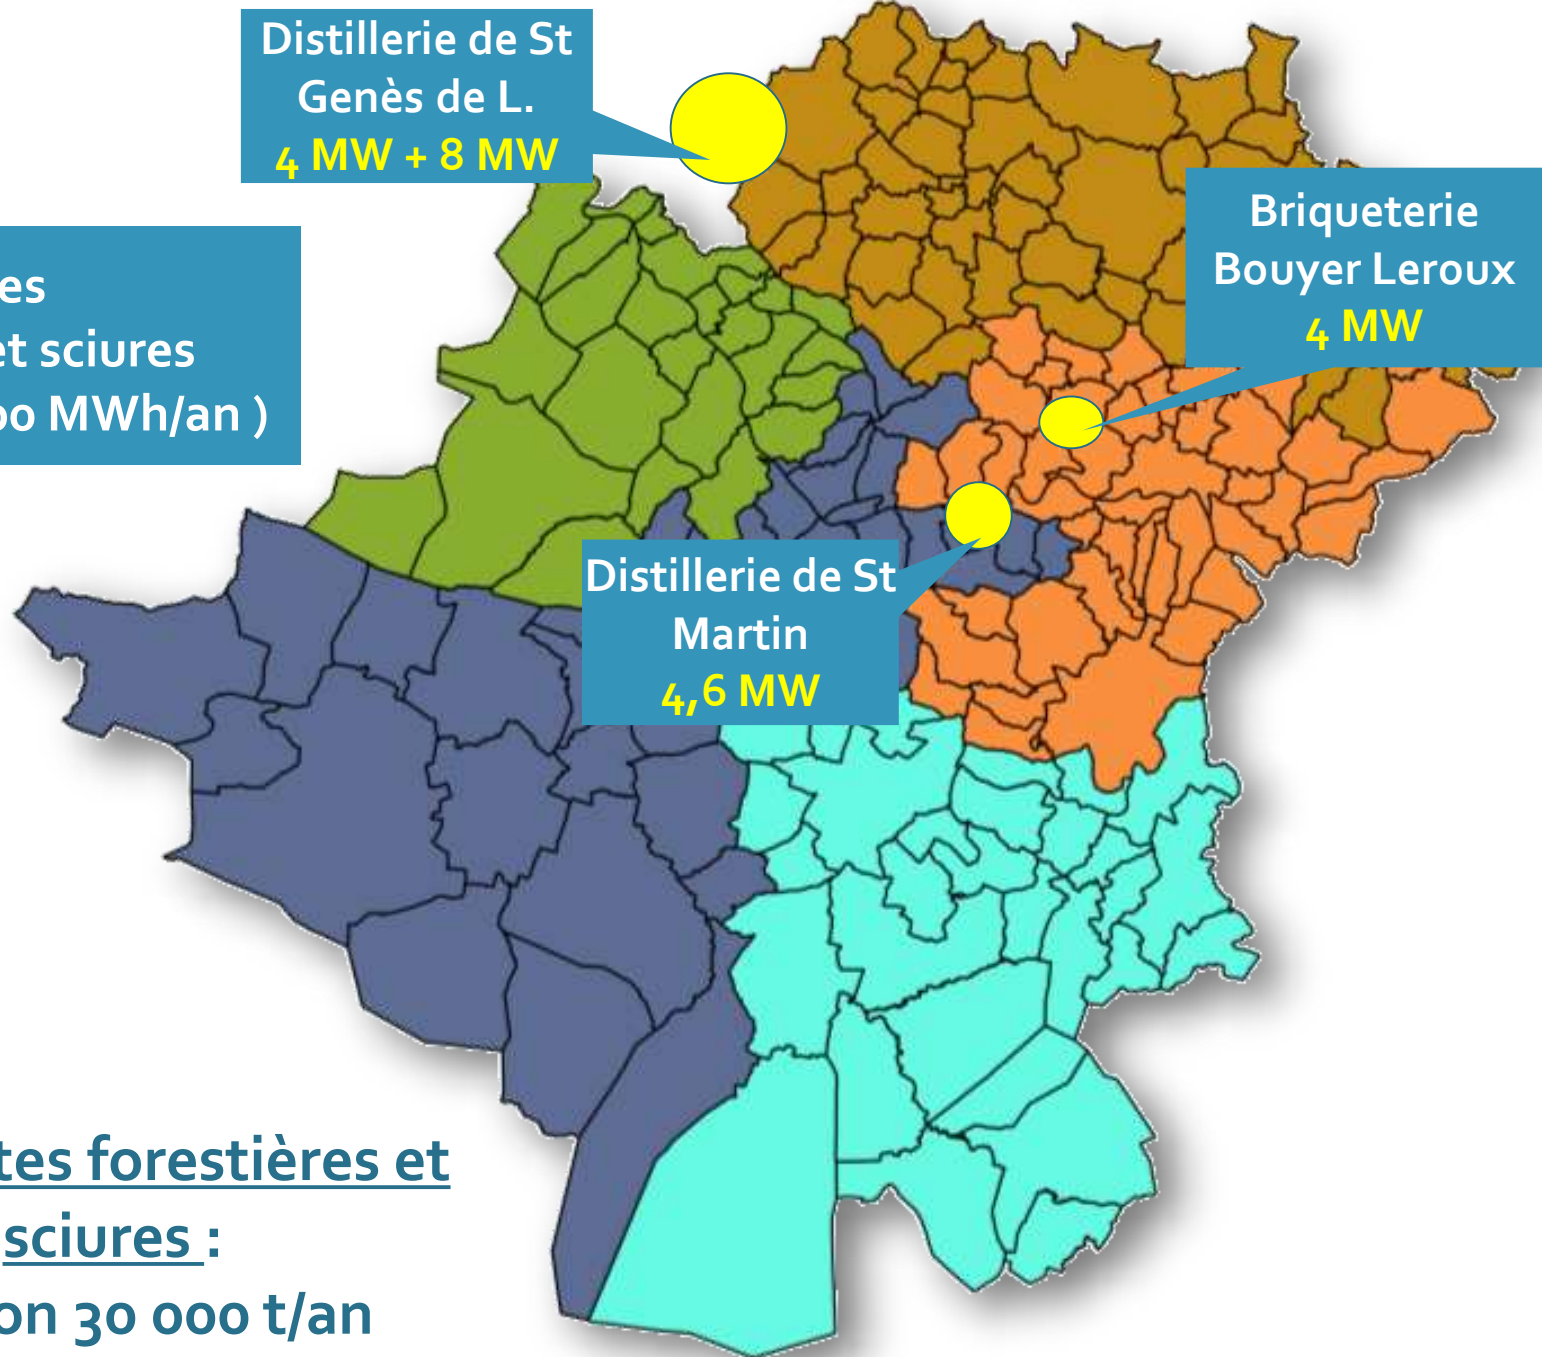 Distillerie de St
Genès de L.
4 MW + 8 MW
Briqueterie
Bouyer Leroux
4 MW
es
et sciures
00 MWh/an )
Distillerie de St
Martin
4,6 MW
tes forestières et
sciures :
on 30 000 t/an